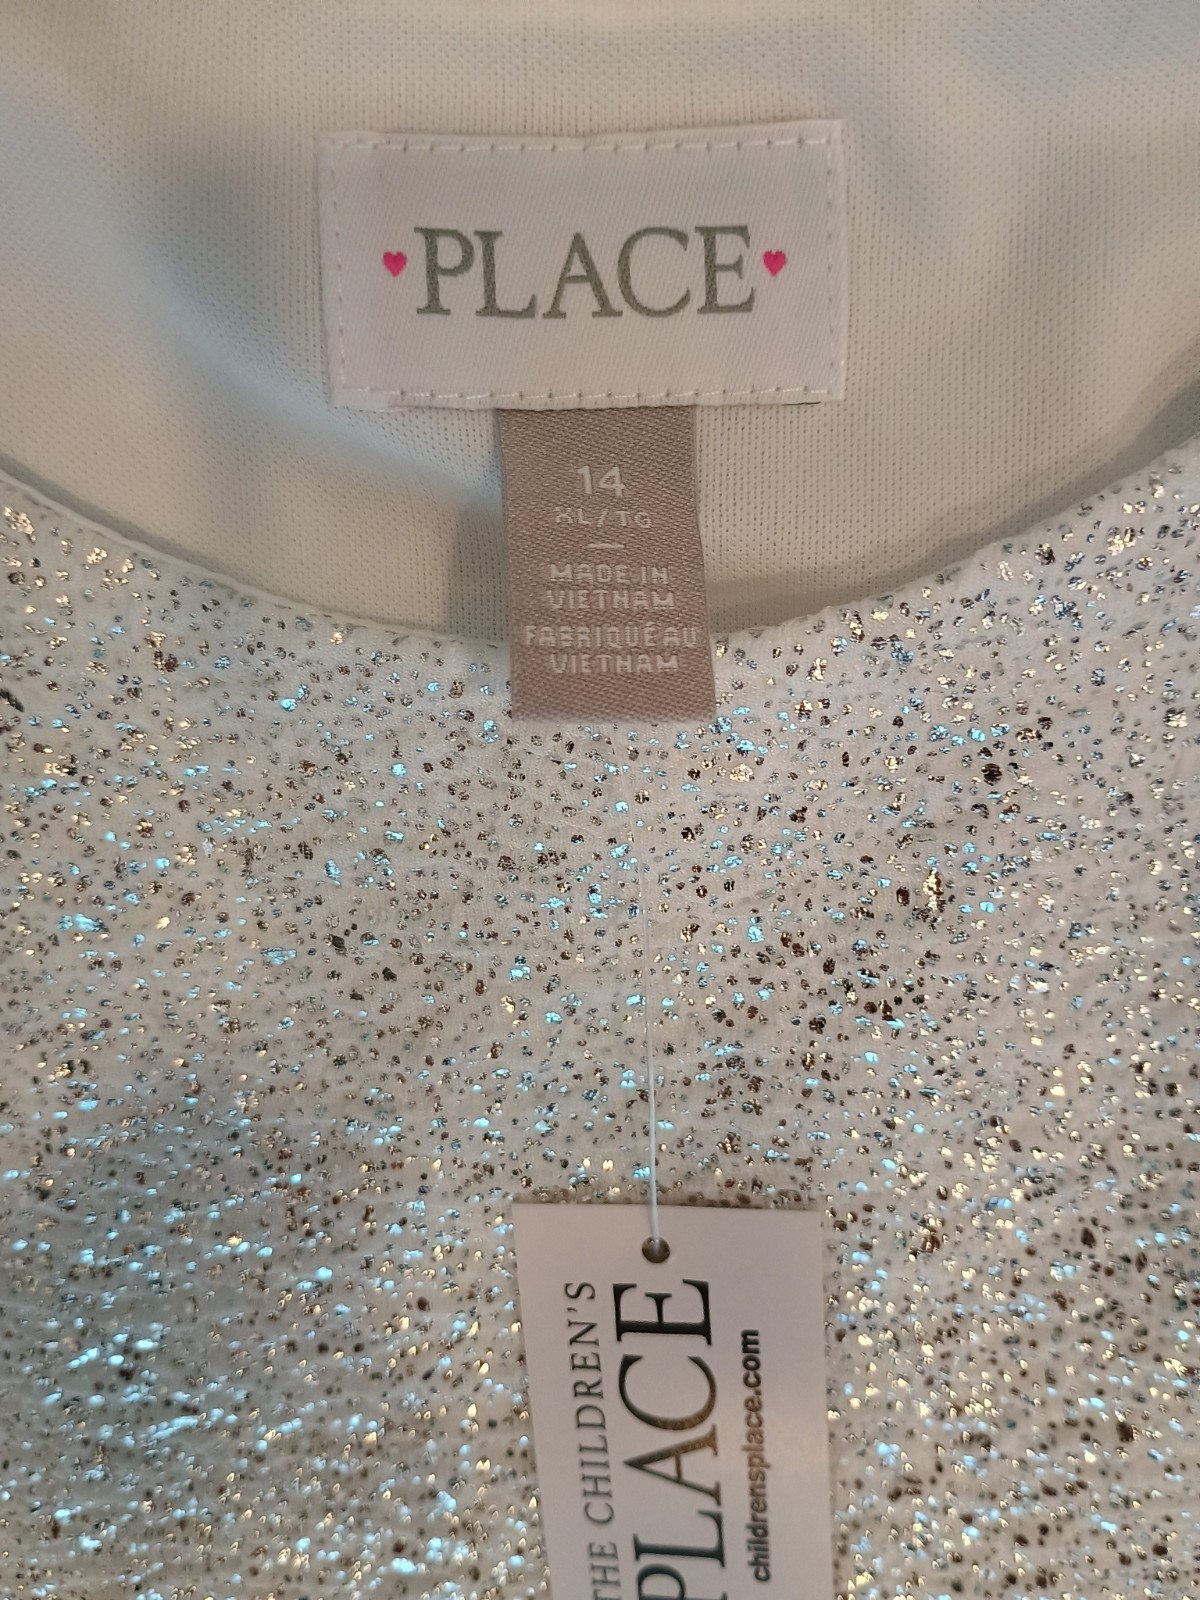 PLACE
14
XL/TG
MADE IN
VIETNAM
FABRIQUÉ AU
VIETNAM
THE CHILDREN'S
PLACE
childrensplace.com